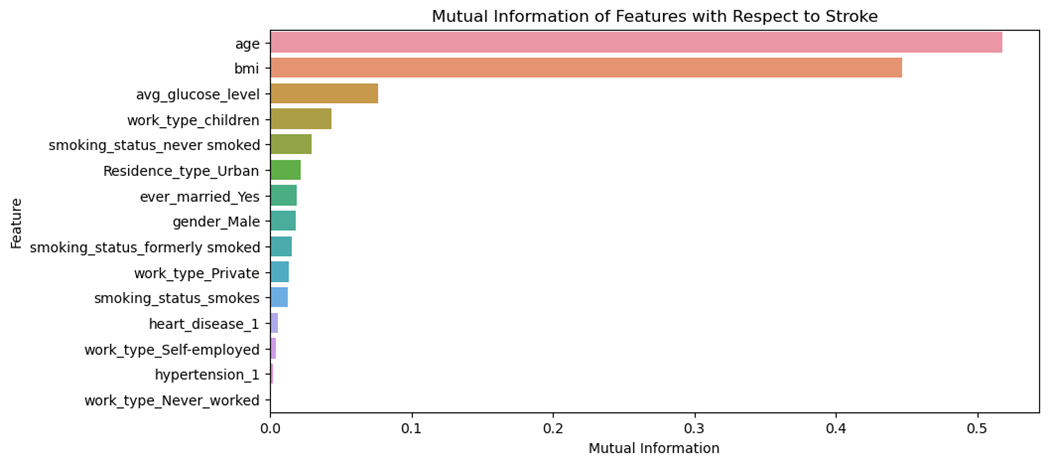 Mutual Information of Features with Respect to Stroke
Feature
age
bmi
avg_glucose_level
work_type_children
smoking_status_never smoked
Residence_type_Urban
ever_married_Yes
gender_Male
smoking_status_formerly smoked
work_type_Private
smoking_status_smokes
heart_disease_1
work_type_Self-employed
hypertension_1
work_type_Never_worked
0.0 0.1 0.2 0.3 0.4 0.5
Mutual Information